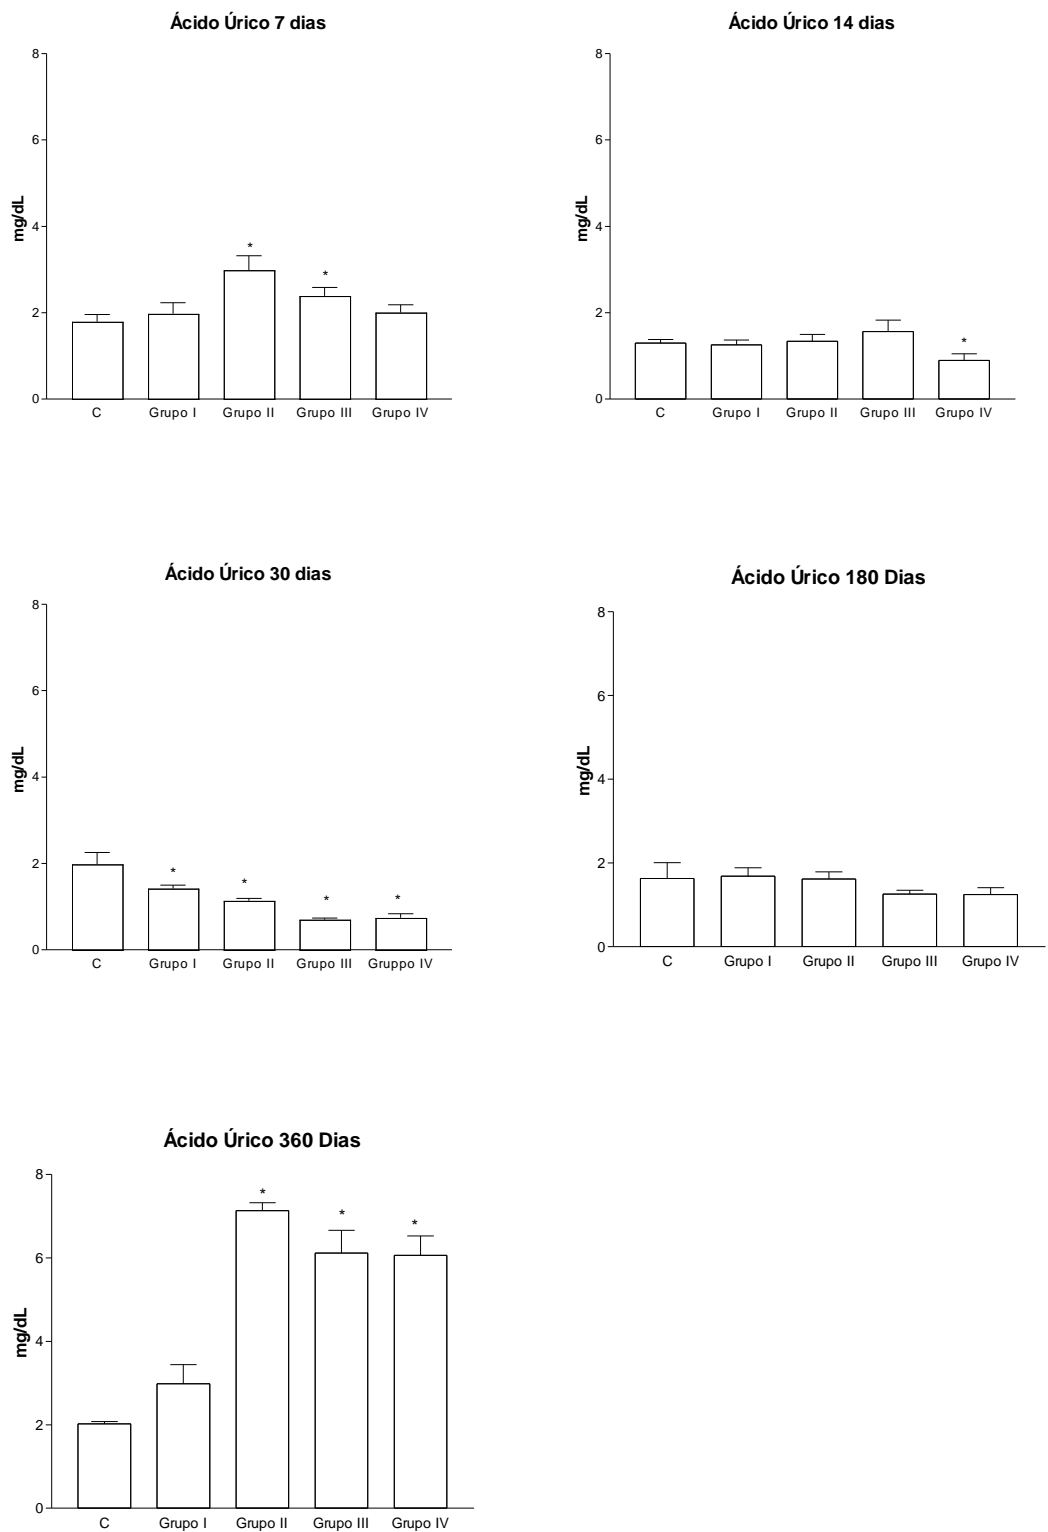 Ácido Úrico 7 dias
8
6
4
2
0
mg/dL
*
*
C Grupo I Grupo II Grupo III Grupo IV
Ácido Úrico 14 dias
8
6
4
2
0
mg/dL
*
C Grupo I Grupo II Grupo III Grupo IV
Ácido Úrico 30 dias
8
6
4
2
0
mg/dL
* * * *
C Grupo I Grupo II Grupo III Gruppo IV
Ácido Úrico 180 Dias
8
6
4
2
0
mg/dL
C Grupo I Grupo II Grupo III Grupo IV
Ácido Úrico 360 Dias
8
6
4
2
0
mg/dL
*
*
*
C Grupo I Grupo II Grupo III Grupo IV